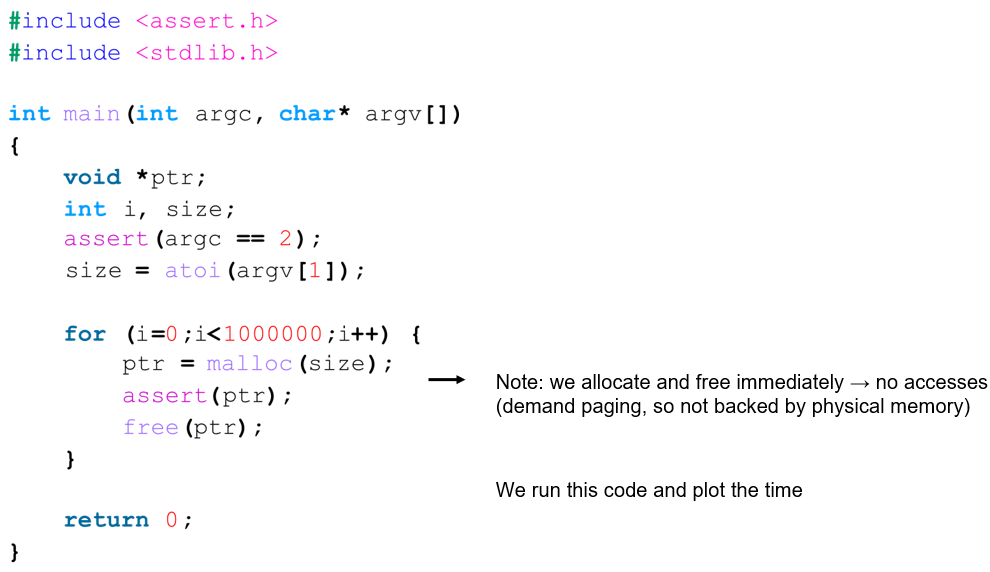 #include <assert.h>
#include <stdlib.h>
int main(int argc, char* argv[])
{
void *ptr;
int i, size;
assert(argc == 2);
size = atoi(argv[1]);
for (i=0;i<1000000;i++) {
ptr = malloc(size);
assert(ptr);
free(ptr);
}
return 0;
}
Note: we allocate and free immediately → no accesses
(demand paging, so not backed by physical memory)
We run this code and plot the time